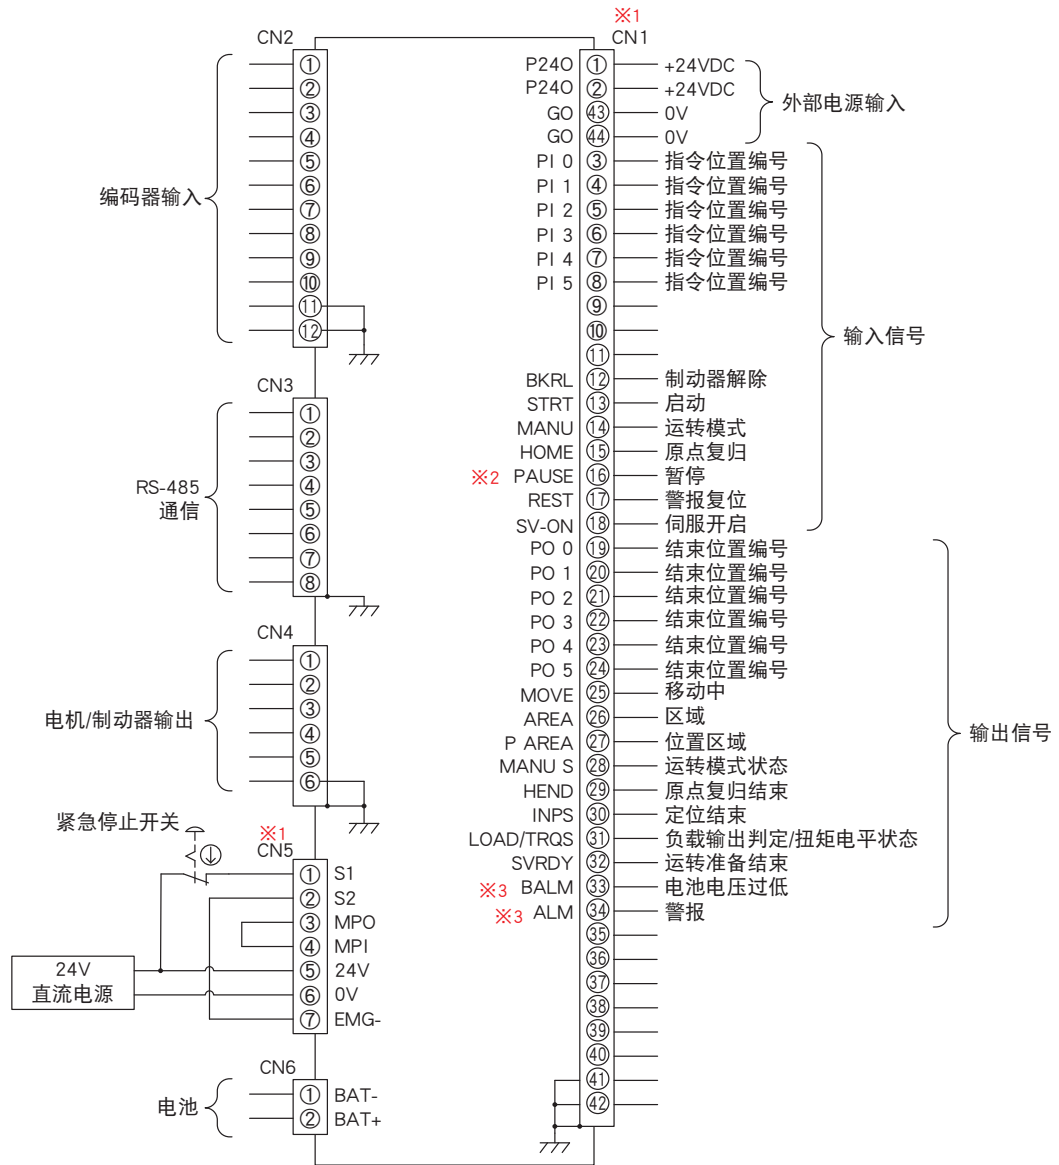 CN2
①
②
③
④
⑤
⑥
⑦
⑧
⑨
⑩
⑪
⑫
编码器输入
CN3
①
②
③
④
⑤
⑥
⑦
⑧
RS-485
通信
CN4
①
②
③
④
⑤
⑥
电机/制动器输出
紧急停止开关
※1
CN5
① S1
② S2
③ MPO
④ MPI
⑤ 24V
⑥ 0V
⑦ EMG-
24V
直流电源
CN6
① BAT-
② BAT+
电池
※1
CN1
P24O ① +24VDC
P24O ② +24VDC
GO ㊸ 0V
GO ㊹ 0V
外部电源输入
PI 0 ③ 指令位置编号
PI 1 ④ 指令位置编号
PI 2 ⑤ 指令位置编号
PI 3 ⑥ 指令位置编号
PI 4 ⑦ 指令位置编号
PI 5 ⑧ 指令位置编号
⑨
⑩
⑪
BKRL ⑫ 制动器解除
STRT ⑬ 启动
MANU ⑭ 运转模式
HOME ⑮ 原点复归
※2 PAUSE ⑯ 暂停
REST ⑰ 警报复位
SV-ON ⑱ 伺服开启
输入信号
PO 0 ⑲ 结束位置编号
PO 1 ⑳ 结束位置编号
PO 2 ㉑ 结束位置编号
PO 3 ㉒ 结束位置编号
PO 4 ㉓ 结束位置编号
PO 5 ㉔ 结束位置编号
MOVE ㉕ 移动中
AREA ㉖ 区域
P AREA ㉗ 位置区域
MANU S ㉘ 运转模式状态
HEND ㉙ 原点复归结束
INPS ㉚ 定位结束
LOAD/TRQS ㉛ 负载输出判定/扭矩电平状态
SVRDY ㉜ 运转准备结束
※3 BALM ㉝ 电池电压过低
※3 ALM ㉞ 警报
输出信号
㉟
㊱
㊲
㊳
㊴
㊵
㊶
㊷